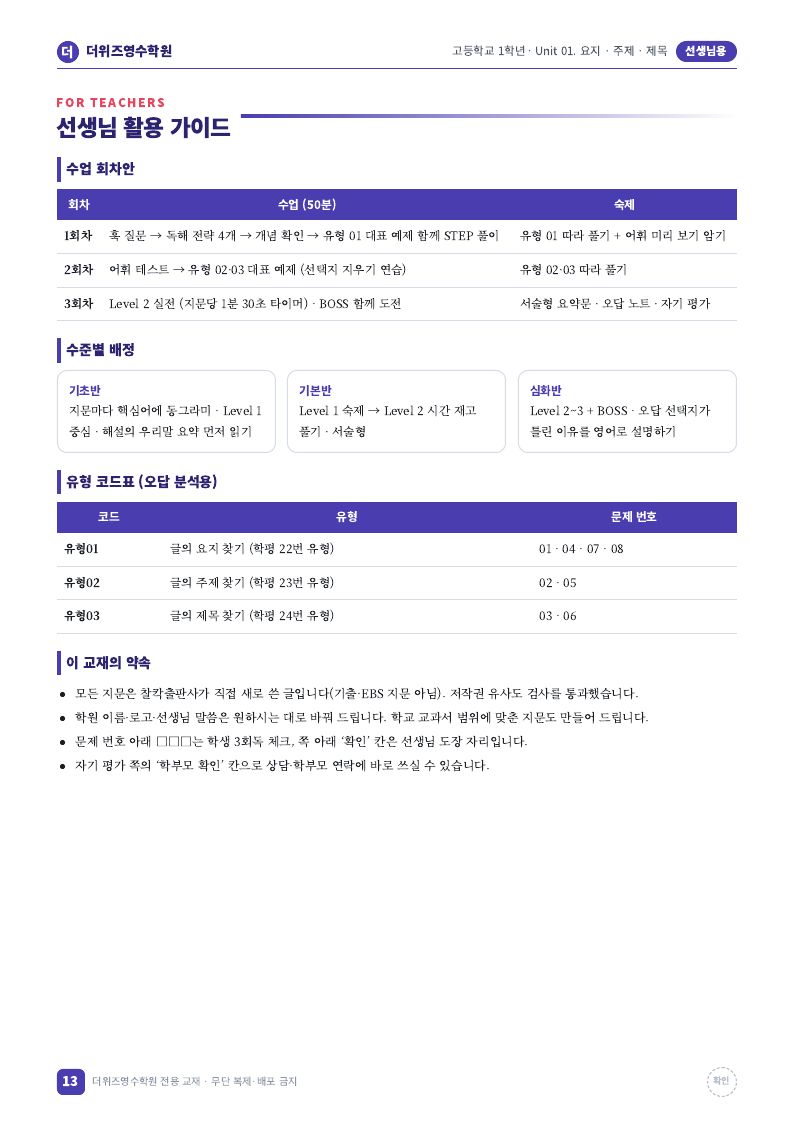 더 더위즈영수학원
고등학교 1학년 · Unit 01. 요지 · 주제 · 제목 선생님용
FOR TEACHERS
선생님 활용 가이드
수업 회차안
회차 수업 (50분) 숙제
1회차 훅 질문 → 독해 전략 4개 → 개념 확인 → 유형 01 대표 예제 함께 STEP 풀이 유형 01 따라 풀기 + 어휘 미리 보기 암기
2회차 어휘 테스트 → 유형 02·03 대표 예제 (선택지 지우기 연습) 유형 02·03 따라 풀기
3회차 Level 2 실전 (지문당 1분 30초 타이머) · BOSS 함께 도전 서술형 요약문 · 오답 노트 · 자기 평가
수준별 배정
기초반
지문마다 핵심어에 동그라미 · Level 1
중심 · 해설의 우리말 요약 먼저 읽기
기본반
Level 1 숙제 → Level 2 시간 재고
풀기 · 서술형
심화반
Level 2~3 + BOSS · 오답 선택지가
틀린 이유를 영어로 설명하기
유형 코드표 (오답 분석용)
코드 유형 문제 번호
유형01 글의 요지 찾기 (학평 22번 유형) 01 · 04 · 07 · 08
유형02 글의 주제 찾기 (학평 23번 유형) 02 · 05
유형03 글의 제목 찾기 (학평 24번 유형) 03 · 06
이 교재의 약속
● 모든 지문은 찰칵출판사가 직접 새로 쓴 글입니다(기출·EBS 지문 아님). 저작권 유사도 검사를 통과했습니다.
● 학원 이름·로고·선생님 말씀은 원하시는 대로 바꿔 드립니다. 학교 교과서 범위에 맞춘 지문도 만들어 드립니다.
● 문제 번호 아래 □□□는 학생 3회독 체크, 쪽 아래 ‘확인’ 칸은 선생님 도장 자리입니다.
● 자기 평가 쪽의 ‘학부모 확인’ 칸으로 상담·학부모 연락에 바로 쓰실 수 있습니다.
13 더위즈영수학원 전용 교재 · 무단 복제·배포 금지
확인